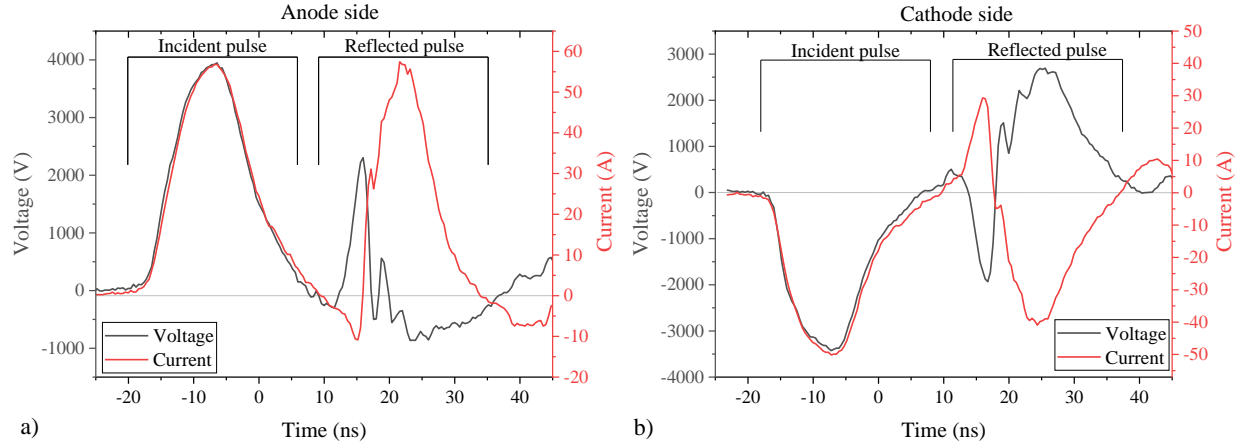 Anode side
Incident pulse
Reflected pulse
Voltage (V)
4000
3000
2000
1000
0
-1000
60
50
40
30
20
10
0
-10
-20
Current (A)
Voltage
Current
-20
-10
0
10
20
30
40
Time (ns)
a)
Cathode side
Incident pulse
Reflected pulse
Voltage (V)
3000
2000
1000
0
-1000
-2000
-3000
-4000
50
40
30
20
10
0
-10
-20
-30
-40
-50
Current (A)
Voltage
Current
-20
-10
0
10
20
30
40
Time (ns)
b)